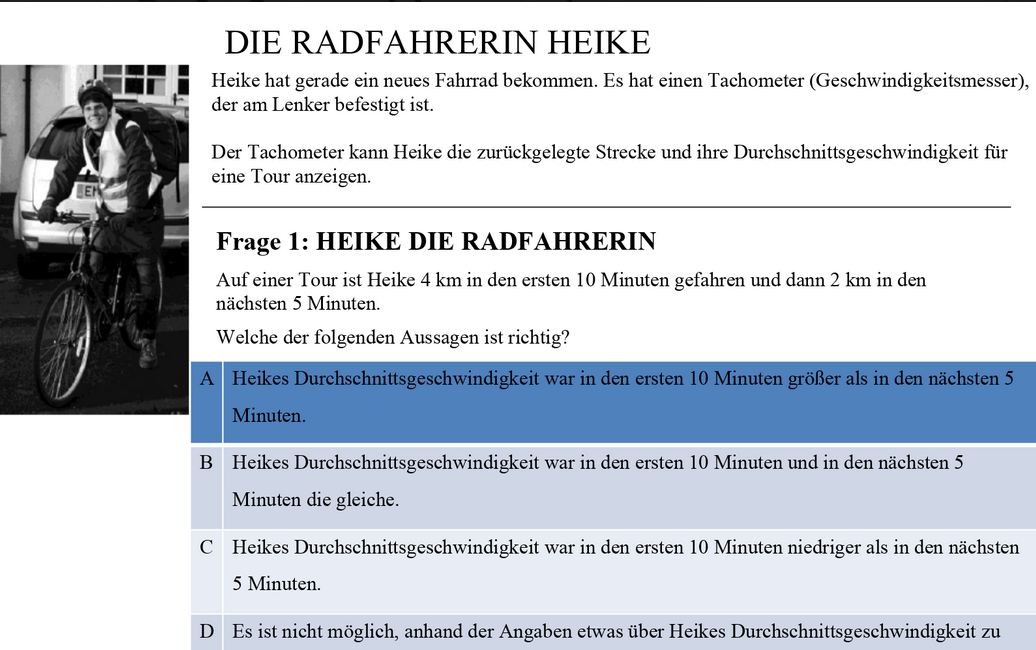 DIE RADFAHRERIN HEIKE
Heike hat gerade ein neues Fahrrad bekommen. Es hat einen Tachometer (Geschwindigkeitsmesser),
der am Lenker befestigt ist.
Der Tachometer kann Heike die zurückgelegte Strecke und ihre Durchschnittsgeschwindigkeit für
eine Tour anzeigen.
Frage 1: HEIKE DIE RADFAHRERIN
Auf einer Tour ist Heike 4 km in den ersten 10 Minuten gefahren und dann 2 km in den
nächsten 5 Minuten.
Welche der folgenden Aussagen ist richtig?
A Heikes Durchschnittsgeschwindigkeit war in den ersten 10 Minuten größer als in den nächsten 5
Minuten.
B Heikes Durchschnittsgeschwindigkeit war in den ersten 10 Minuten und in den nächsten 5
Minuten die gleiche.
C Heikes Durchschnittsgeschwindigkeit war in den ersten 10 Minuten niedriger als in den nächsten
5 Minuten.
D Es ist nicht möglich, anhand der Angaben etwas über Heikes Durchschnittsgeschwindigkeit zu